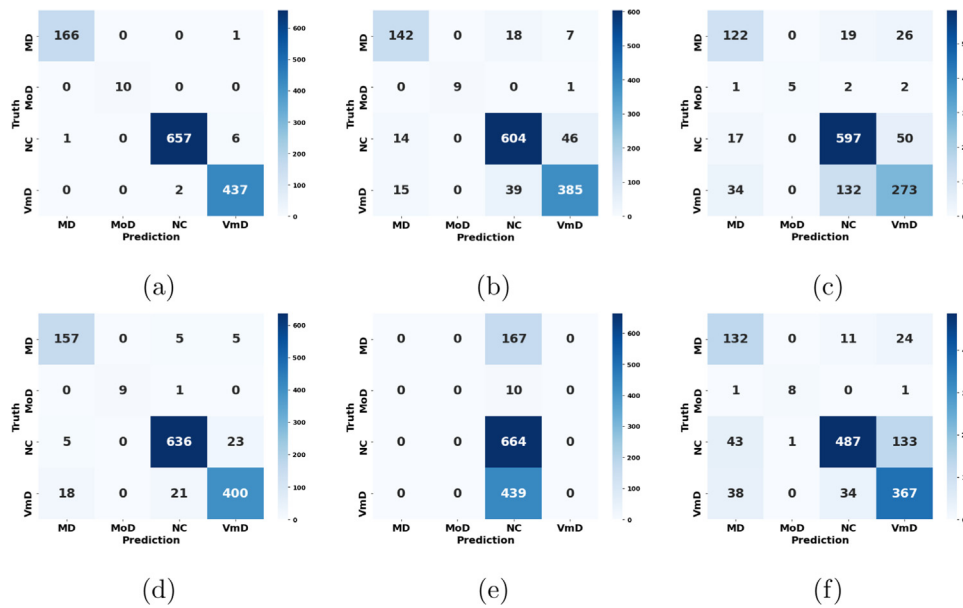 MD 166 0 0 1
MoD 0 10 0 0
NC 1 0 657 6
VmD 0 0 2 437
MD MoD NC VmD
Truth
Prediction
600
500
400
300
200
100
0
(a)
MD 142 0 18 7
MoD 0 9 0 1
NC 14 0 604 46
VmD 15 0 39 385
MD MoD NC VmD
Truth
Prediction
600
500
400
300
200
100
0
(b)
MD 122 0 19 26
MoD 1 5 2 2
NC 17 0 597 50
VmD 34 0 132 273
MD MoD NC VmD
Truth
Prediction
(c)
MD 157 0 5 5
MoD 0 9 1 0
NC 5 0 636 23
VmD 18 0 21 400
MD MoD NC VmD
Truth
Prediction
600
500
400
300
200
100
0
(d)
MD 0 0 167 0
MoD 0 0 10 0
NC 0 0 664 0
VmD 0 0 439 0
MD MoD NC VmD
Truth
Prediction
600
500
400
300
200
100
0
(e)
MD 132 0 11 24
MoD 1 8 0 1
NC 43 1 487 133
VmD 38 0 34 367
MD MoD NC VmD
Truth
Prediction
(f)